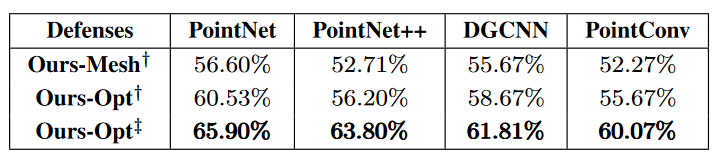 Defenses PointNet PointNet++ DGCNN PointConv
Ours-Mesh† 56.60% 52.71% 55.67% 52.27%
Ours-Opt† 60.53% 56.20% 58.67% 55.67%
Ours-Opt‡ 65.90% 63.80% 61.81% 60.07%